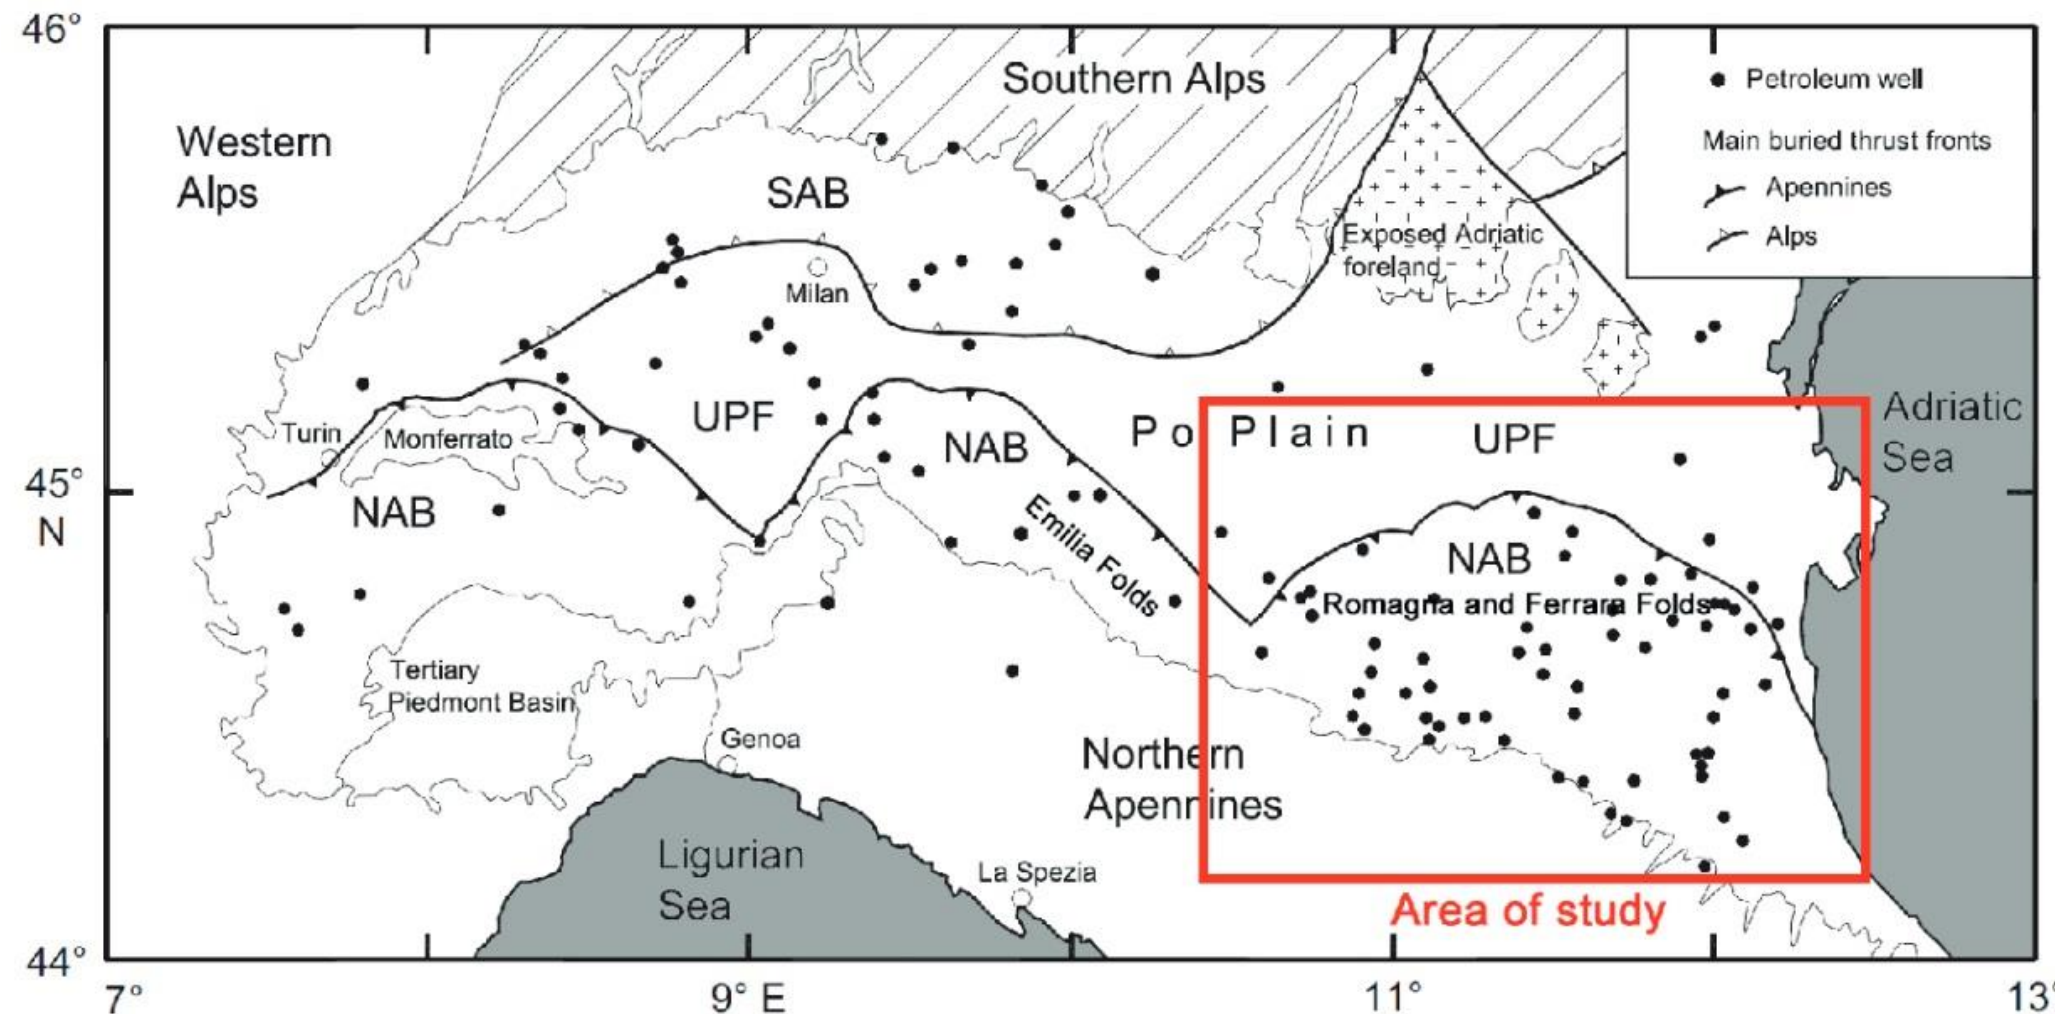 46°
Southern Alps
Petroleum well
Western
Alps
Main buried thrust fronts
Apennines
Alps
SAB
Exposed Adriatic
foreland
Milan
Adriatic
Sea
UPF
Po Plain
UPF
Turin
Monferrato
NAB
45°
N
NAB
Emilia Folds
NAB
Romagna and Ferrara Folds
Tertiary
Piedmont Basin
Genoa
Northern
Apennines
Ligurian
Sea
La Spezia
Area of study
44°
7°
9° E
11°
13°